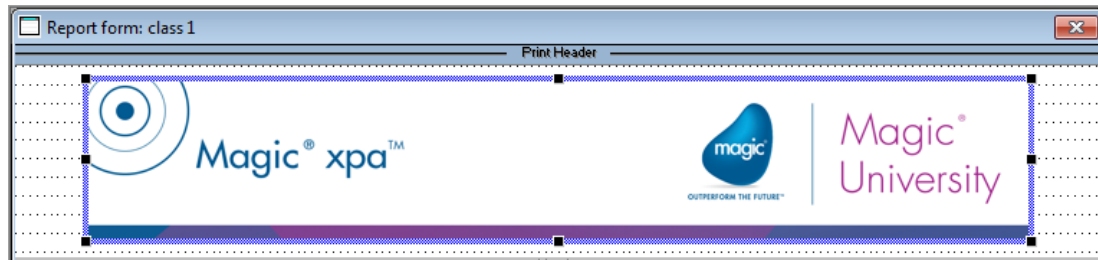 Report form: class 1
Print Header
Magic® xpa™
magic®
OUTPERFORM THE FUTURE™
Magic®
University